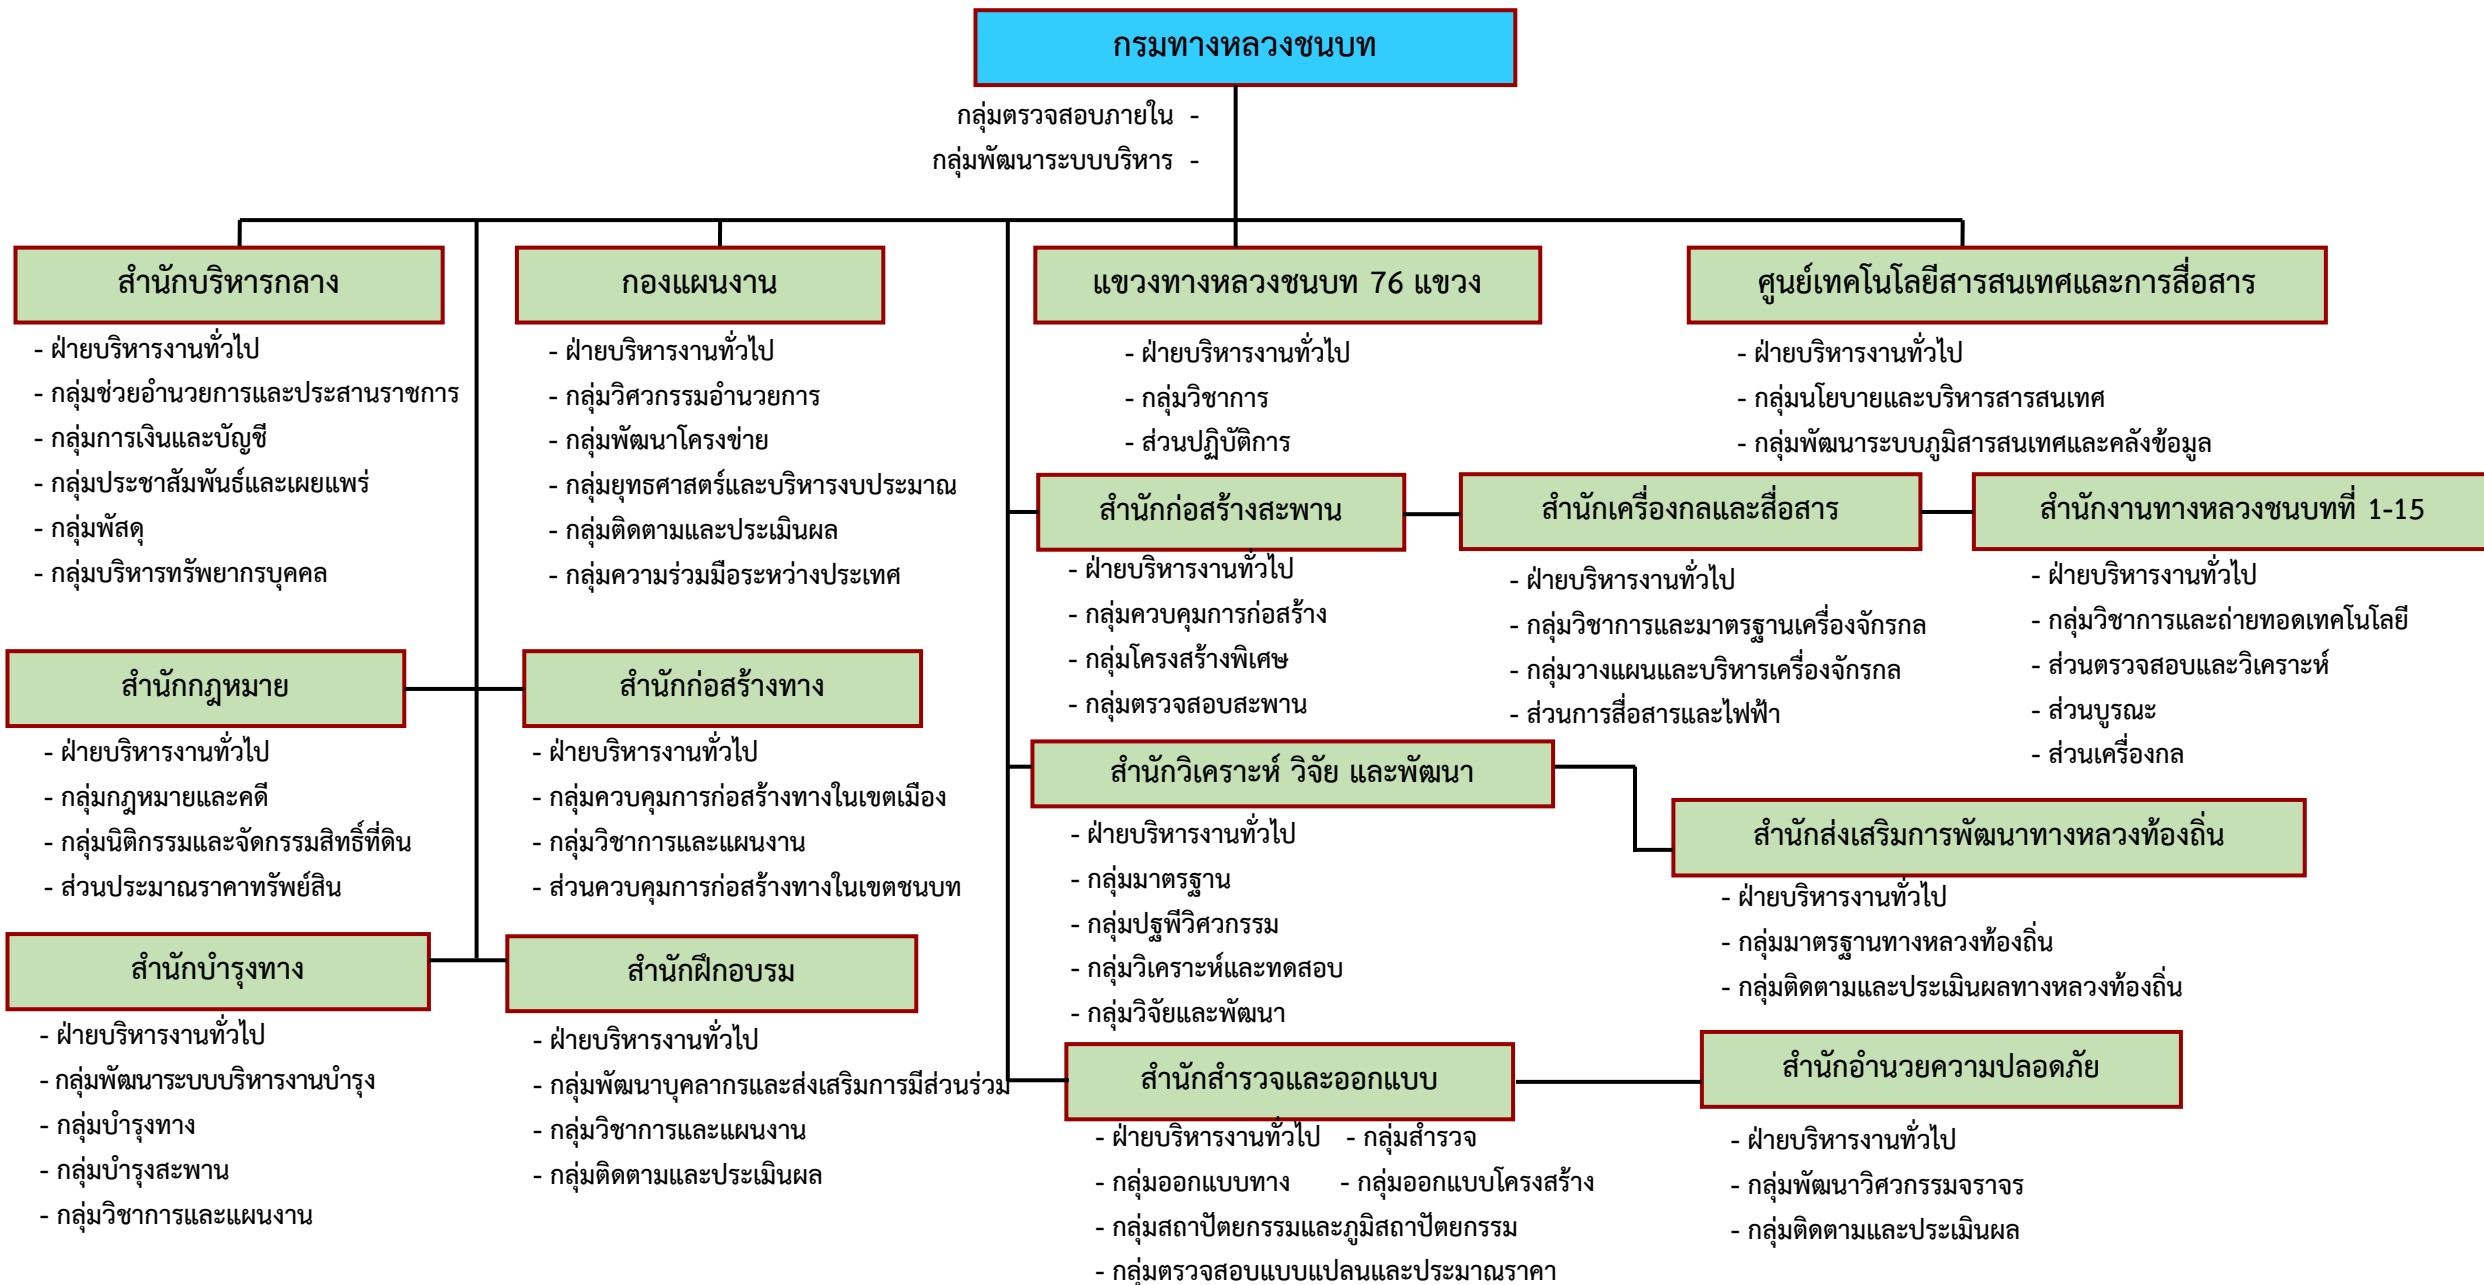 กรมทางหลวงชนบท
กลุ่มตรวจสอบภายใน -
กลุ่มพัฒนาระบบบริหาร -
สำนักบริหารกลาง
- ฝ่ายบริหารงานทั่วไป
- กลุ่มช่วยอำนวยการและประสานราชการ
- กลุ่มการเงินและบัญชี
- กลุ่มประชาสัมพันธ์และเผยแพร่
- กลุ่มพัสดุ
- กลุ่มบริหารทรัพยากรบุคคล
กองแผนงาน
- ฝ่ายบริหารงานทั่วไป
- กลุ่มวิศวกรรมอำนวยการ
- กลุ่มพัฒนาโครงข่าย
- กลุ่มยุทธศาสตร์และบริหารงบประมาณ
- กลุ่มติดตามและประเมินผล
- กลุ่มความร่วมมือระหว่างประเทศ
แขวงทางหลวงชนบท 76 แขวง
- ฝ่ายบริหารงานทั่วไป
- กลุ่มวิชาการ
- ส่วนปฏิบัติการ
ศูนย์เทคโนโลยีสารสนเทศและการสื่อสาร
- ฝ่ายบริหารงานทั่วไป
- กลุ่มนโยบายและบริหารสารสนเทศ
- กลุ่มพัฒนาระบบภูมิสารสนเทศและคลังข้อมูล
สำนักก่อสร้างสะพาน
- ฝ่ายบริหารงานทั่วไป
- กลุ่มควบคุมการก่อสร้าง
- กลุ่มโครงสร้างพิเศษ
- กลุ่มตรวจสอบสะพาน
สำนักเครื่องกลและสื่อสาร
- ฝ่ายบริหารงานทั่วไป
- กลุ่มวิชาการและมาตรฐานเครื่องจักรกล
- กลุ่มวางแผนและบริหารเครื่องจักรกล
- ส่วนการสื่อสารและไฟฟ้า
สำนักงานทางหลวงชนบทที่ 1-15
- ฝ่ายบริหารงานทั่วไป
- กลุ่มวิชาการและถ่ายทอดเทคโนโลยี
- ส่วนตรวจสอบและวิเคราะห์
- ส่วนบูรณะ
- ส่วนเครื่องกล
สำนักกฎหมาย
- ฝ่ายบริหารงานทั่วไป
- กลุ่มกฎหมายและคดี
- กลุ่มนิติกรรมและจัดกรรมสิทธิ์ที่ดิน
- ส่วนประมาณราคาทรัพย์สิน
สำนักก่อสร้างทาง
- ฝ่ายบริหารงานทั่วไป
- กลุ่มควบคุมการก่อสร้างทางในเขตเมือง
- กลุ่มวิชาการและแผนงาน
- ส่วนควบคุมการก่อสร้างทางในเขตชนบท
สำนักวิเคราะห์ วิจัย และพัฒนา
- ฝ่ายบริหารงานทั่วไป
- กลุ่มมาตรฐาน
- กลุ่มปฐพีวิศวกรรม
- กลุ่มวิเคราะห์และทดสอบ
- กลุ่มวิจัยและพัฒนา
สำนักส่งเสริมการพัฒนาทางหลวงท้องถิ่น
- ฝ่ายบริหารงานทั่วไป
- กลุ่มมาตรฐานทางหลวงท้องถิ่น
- กลุ่มติดตามและประเมินผลทางหลวงท้องถิ่น
สำนักบำรุงทาง
- ฝ่ายบริหารงานทั่วไป
- กลุ่มพัฒนาระบบบริหารงานบำรุง
- กลุ่มบำรุงทาง
- กลุ่มบำรุงสะพาน
- กลุ่มวิชาการและแผนงาน
สำนักฝึกอบรม
- ฝ่ายบริหารงานทั่วไป
- กลุ่มพัฒนาบุคลากรและส่งเสริมการมีส่วนร่วม
- กลุ่มวิชาการและแผนงาน
- กลุ่มติดตามและประเมินผล
สำนักสำรวจและออกแบบ
- ฝ่ายบริหารงานทั่วไป - กลุ่มสำรวจ
- กลุ่มออกแบบทาง - กลุ่มออกแบบโครงสร้าง
- กลุ่มสถาปัตยกรรมและภูมิสถาปัตยกรรม
- กลุ่มตรวจสอบแบบแปลนและประมาณราคา
สำนักอำนวยความปลอดภัย
- ฝ่ายบริหารงานทั่วไป
- กลุ่มพัฒนาวิศวกรรมจราจร
- กลุ่มติดตามและประเมินผล